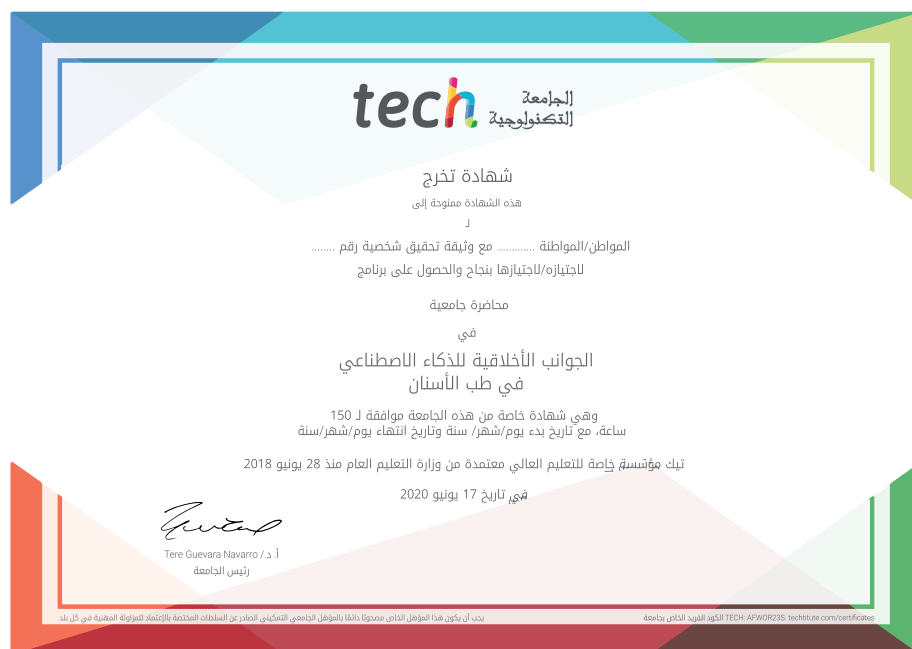 tech الجامعة
التكنولوجية
شهادة تخرج
هذه الشهادة ممنوحة إلى
لـ
المواطن/المواطنة ............ مع وثيقة تحقيق شخصية رقم ........
لاجتيازه/لاجتيازها بنجاح والحصول على برنامج
محاضرة جامعية
في
الجوانب الأخلاقية للذكاء الاصطناعي
في طب الأسنان
وهي شهادة خاصة من هذه الجامعة موافقة لـ 150
ساعة، مع تاريخ بدء يوم/شهر/ سنة وتاريخ انتهاء يوم/شهر/سنة
تيك مؤسسة خاصة للتعليم العالي معتمدة من وزارة التعليم العام منذ 28 يونيو 2018
في تاريخ 17 يونيو 2020
أ. د./ Tere Guevara Navarro
رئيس الجامعة
يجب أن يكون هذا المؤهل الخاص مصحوبًا دائمًا بالمؤهل الجامعي التمكيني الصادر عن السلطات المختصة بالإعتماد للمزاولة المهنية في كل بلد.
الكود الفريد الخاص بجامعة TECH: AFWOR23S techtitute.com/certificates